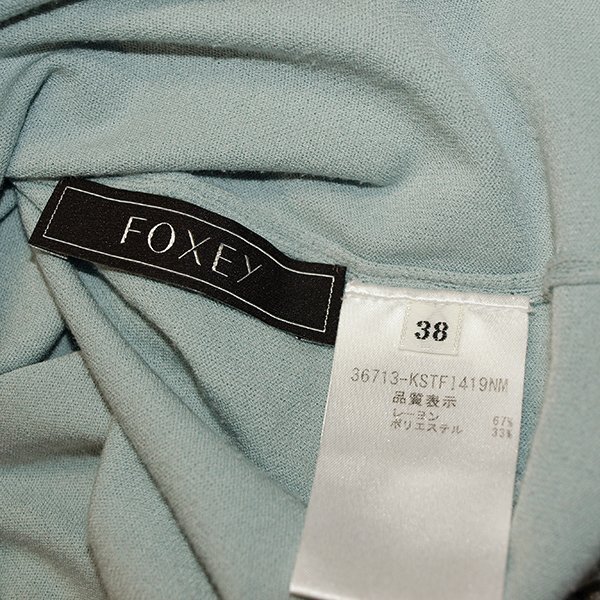 FOXEY
38
36713-KSTF1419NM
品質表示
レーヨン 67%
ポリエステル 33%